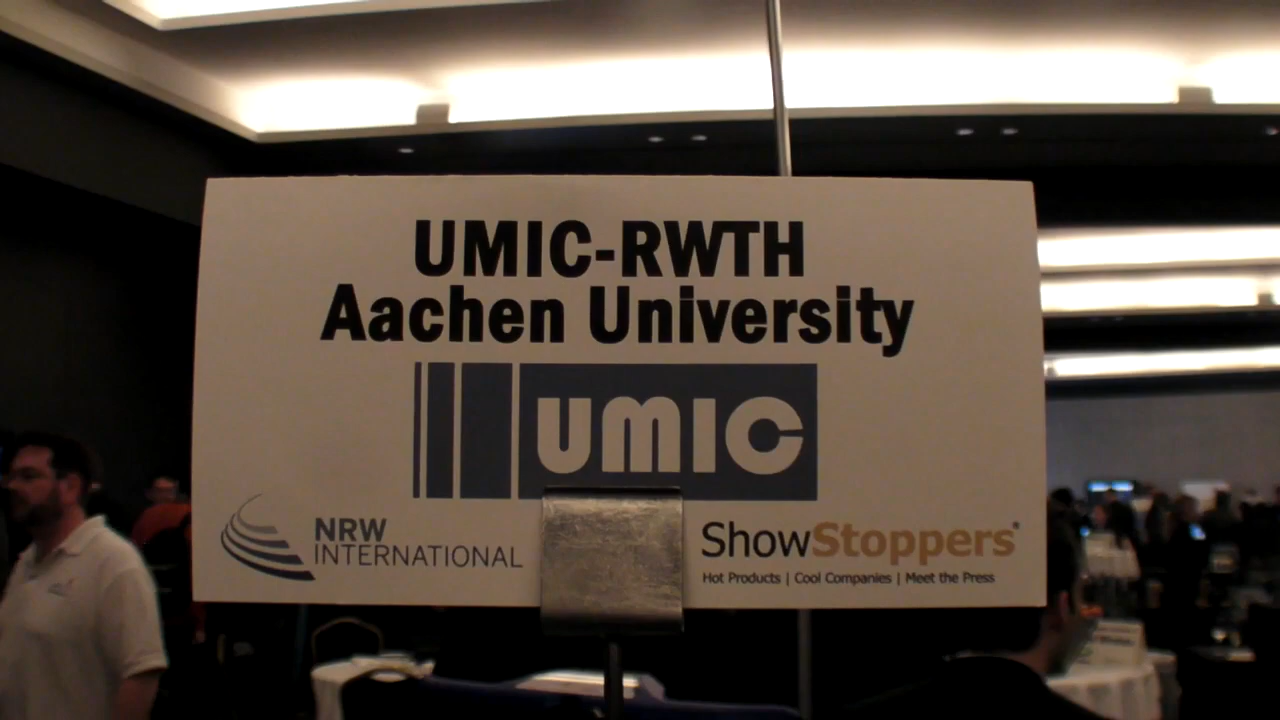 UMIC-RWTH
Aachen University
UMIC
NRW
INTERNATIONAL
ShowStoppers®
Hot Products | Cool Companies | Meet the Press